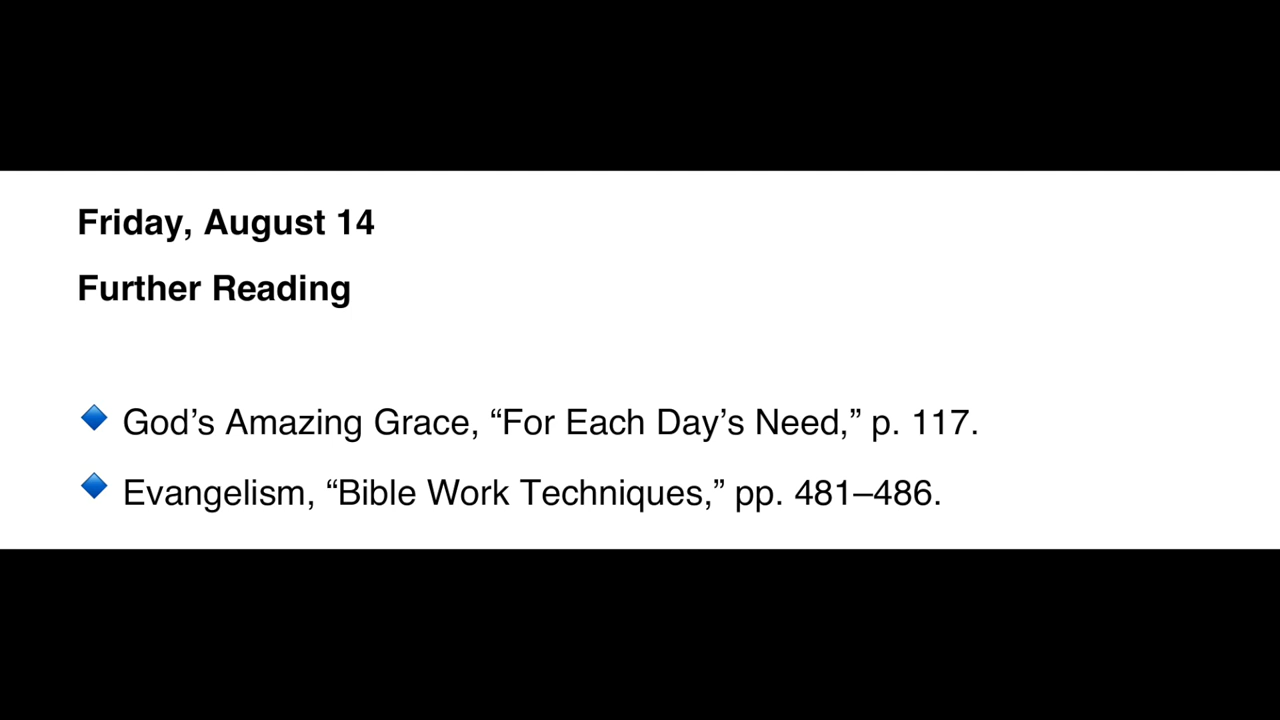 Friday, August 14
Further Reading
🔷 God’s Amazing Grace, “For Each Day’s Need,” p. 117.
🔷 Evangelism, “Bible Work Techniques,” pp. 481–486.